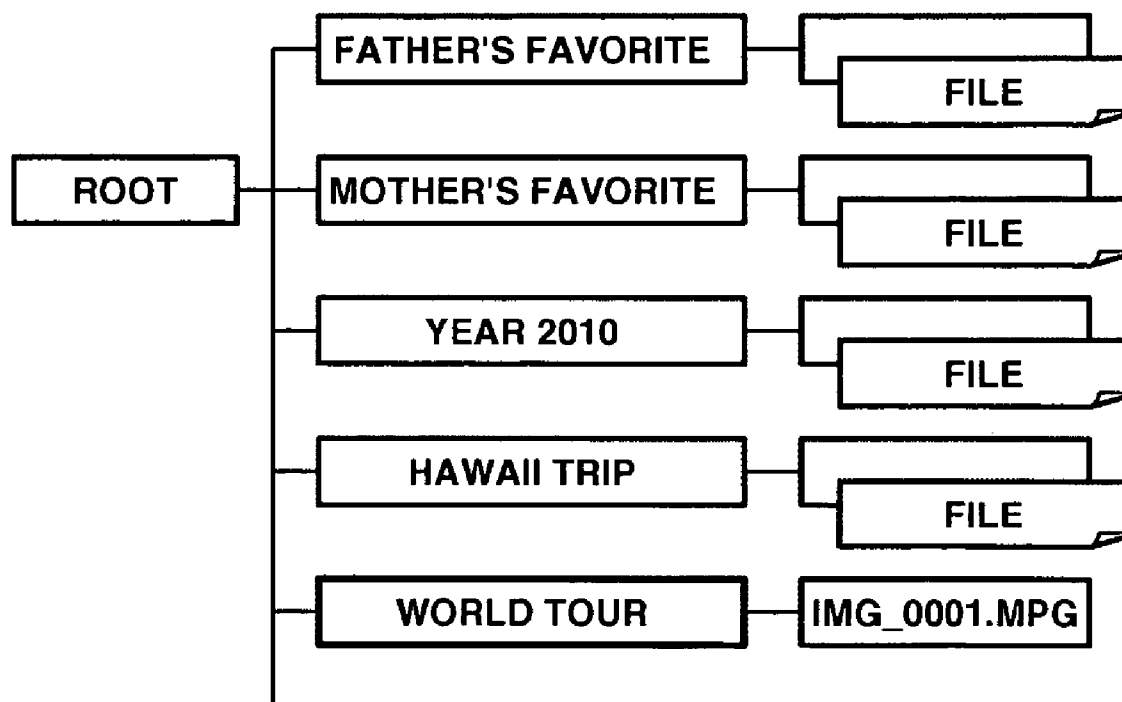 FATHER'S FAVORITE
FILE
ROOT
MOTHER'S FAVORITE
FILE
YEAR 2010
FILE
HAWAII TRIP
FILE
WORLD TOUR
IMG_0001.MPG